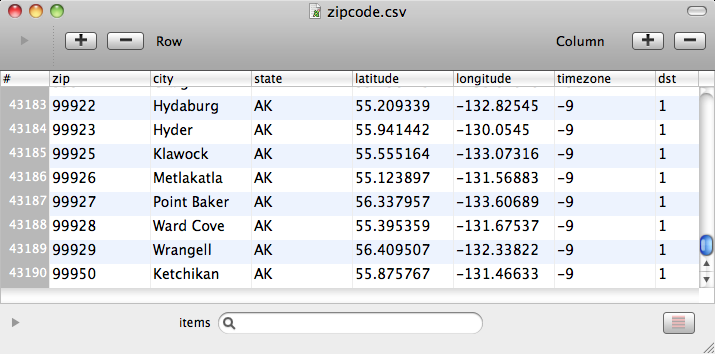 zipcode.csv
Row Column
# zip city state latitude longitude timezone dst
43183 99922 Hydaburg AK 55.209339 -132.82545 -9 1
43184 99923 Hyder AK 55.941442 -130.0545 -9 1
43185 99925 Klawock AK 55.555164 -133.07316 -9 1
43186 99926 Metlakatla AK 55.123897 -131.56883 -9 1
43187 99927 Point Baker AK 56.337957 -133.60689 -9 1
43188 99928 Ward Cove AK 55.395359 -131.67537 -9 1
43189 99929 Wrangell AK 56.409507 -132.33822 -9 1
43190 99950 Ketchikan AK 55.875767 -131.46633 -9 1
items